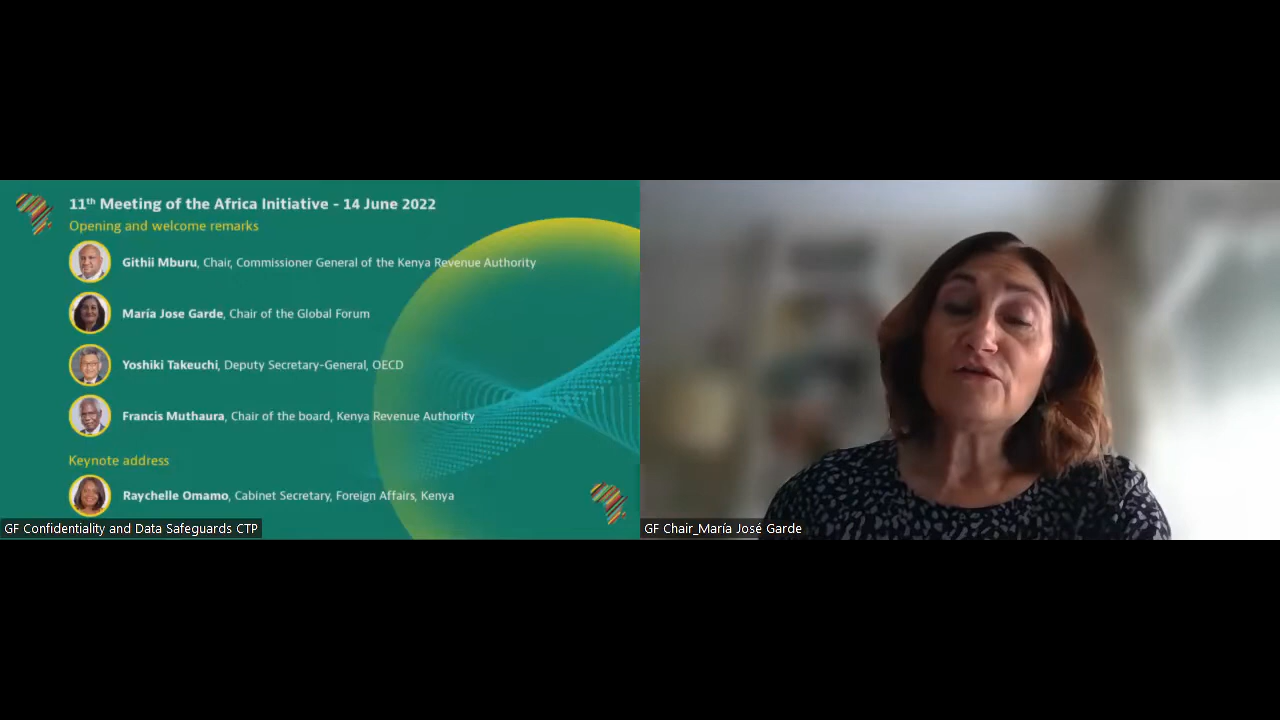 11th Meeting of the Africa Initiative - 14 June 2022
Opening and welcome remarks
Githii Mburu, Chair, Commissioner General of the Kenya Revenue Authority
María Jose Garde, Chair of the Global Forum
Yoshiki Takeuchi, Deputy Secretary-General, OECD
Francis Muthaura, Chair of the board, Kenya Revenue Authority
Keynote address
Raychelle Omamo, Cabinet Secretary, Foreign Affairs, Kenya
GF Confidentiality and Data Safeguards CTP
GF Chair_María José Garde